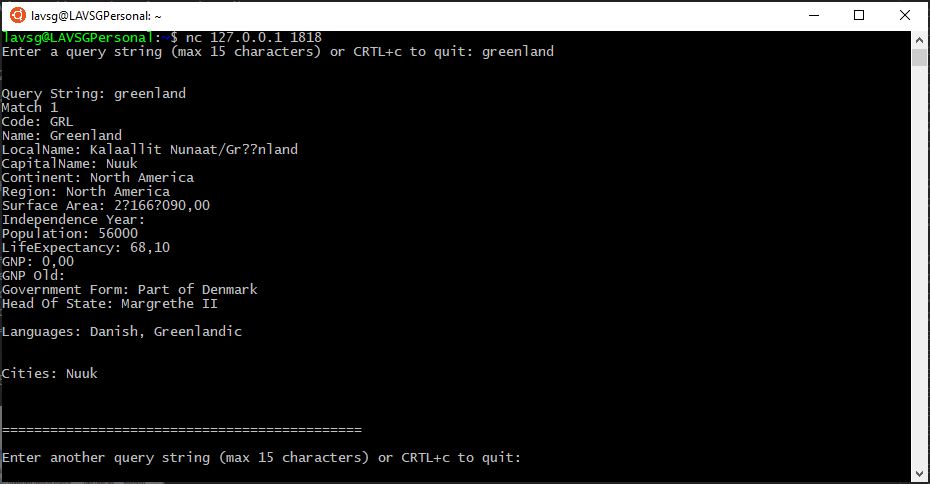 lavsg@LAVSGPersonal: ~
lavsg@LAVSGPersonal:~$ nc 127.0.0.1 1818
Enter a query string (max 15 characters) or CRTL+c to quit: greenland
Query String: greenland
Match 1
Code: GRL
Name: Greenland
LocalName: Kalaallit Nunaat/Gr??nland
CapitalName: Nuuk
Continent: North America
Region: North America
Surface Area: 2?166?090,00
Independence Year:
Population: 56000
LifeExpectancy: 68,10
GNP: 0,00
GNP Old:
Government Form: Part of Denmark
Head Of State: Margrethe II
Languages: Danish, Greenlandic
Cities: Nuuk
=============================================
Enter another query string (max 15 characters) or CRTL+c to quit: